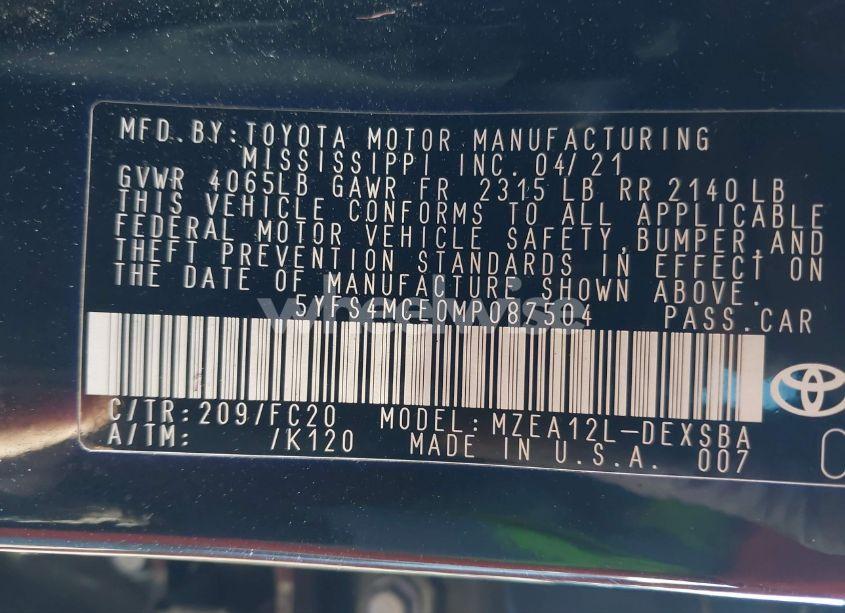 MFD.BY:TOYOTA MOTOR MANUFACTURING
MISSISSIPPI INC. 04/21
GVWR 4065LB GAWR FR 2315 LB RR 2140 LB
THIS VEHICLE CONFORMS TO ALL APPLICABLE
FEDERAL MOTOR VEHICLE SAFETY,BUMPER,AND
THEFT PREVENTION STANDARDS IN EFFECT ON
THE DATE OF MANUFACTURE SHOWN ABOVE.
PASS.CAR
C/TR:209/FC20 MODEL:MZEA12L-DEXSBA
A/TM: /K120 MADE IN U.S.A. 007